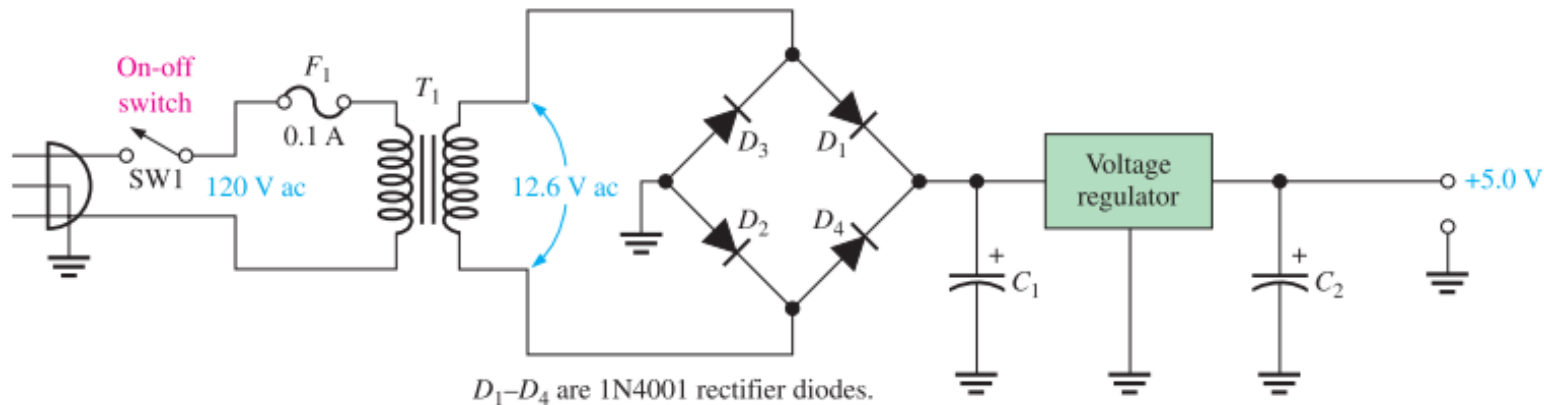 On-off
switch
F₁
0.1 A
SW1
120 V ac
T₁
12.6 V ac
D₃
D₁
D₂
D₄
+
C₁
Voltage
regulator
+
C₂
+5.0 V
D₁–D₄ are 1N4001 rectifier diodes.